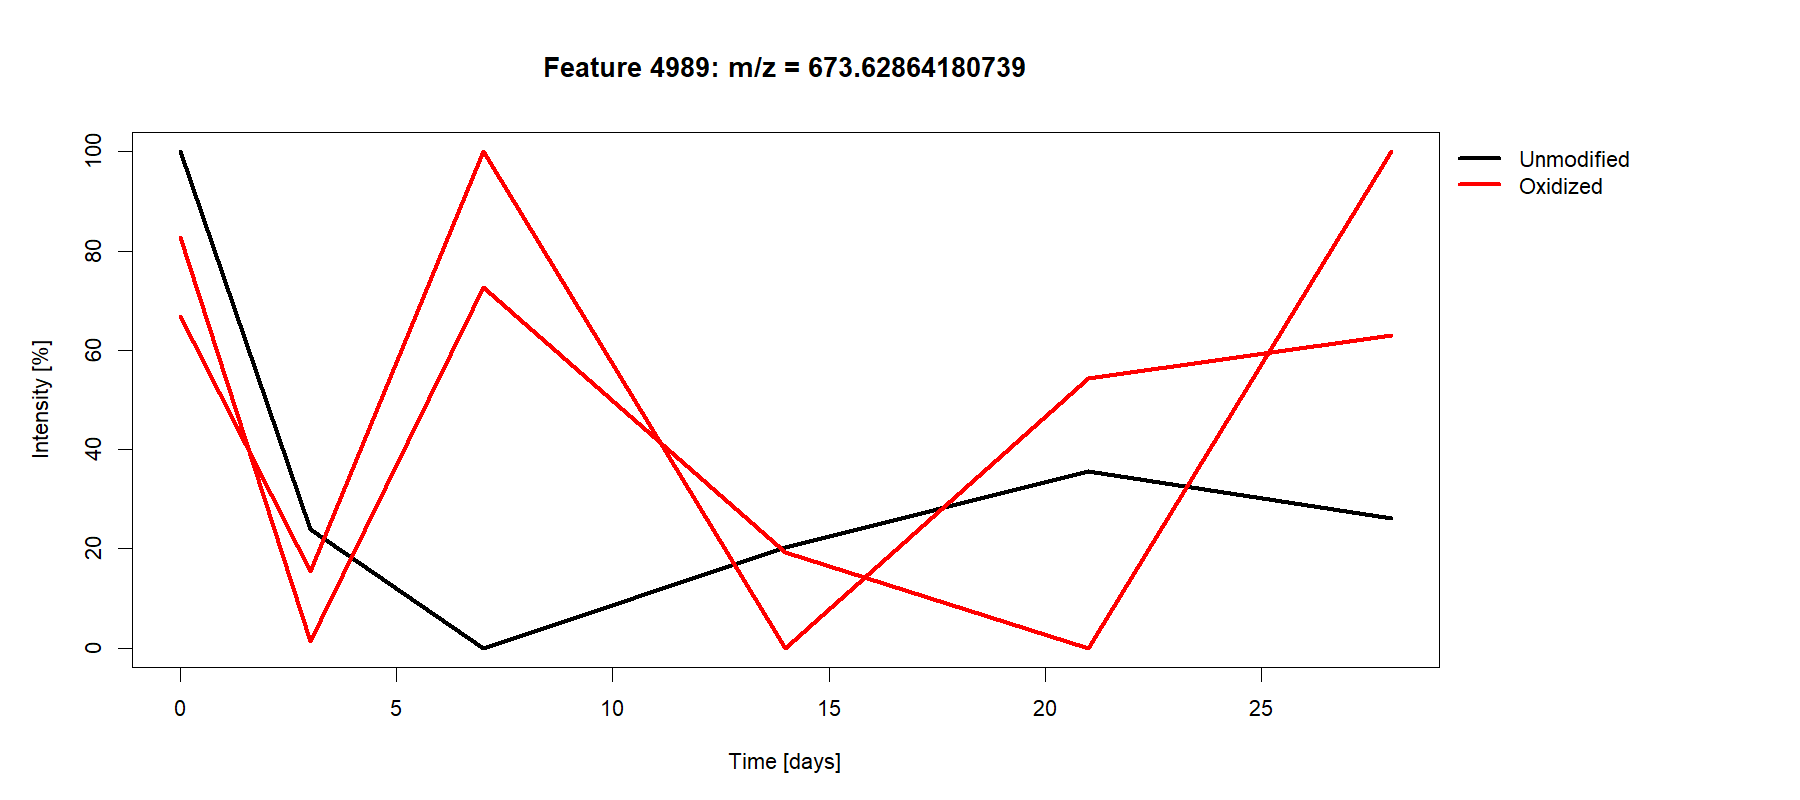 Feature 4989: m/z = 673.62864180739
Unmodified
Oxidized
Intensity [%]
100
80
60
40
20
0
0 5 10 15 20 25
Time [days]